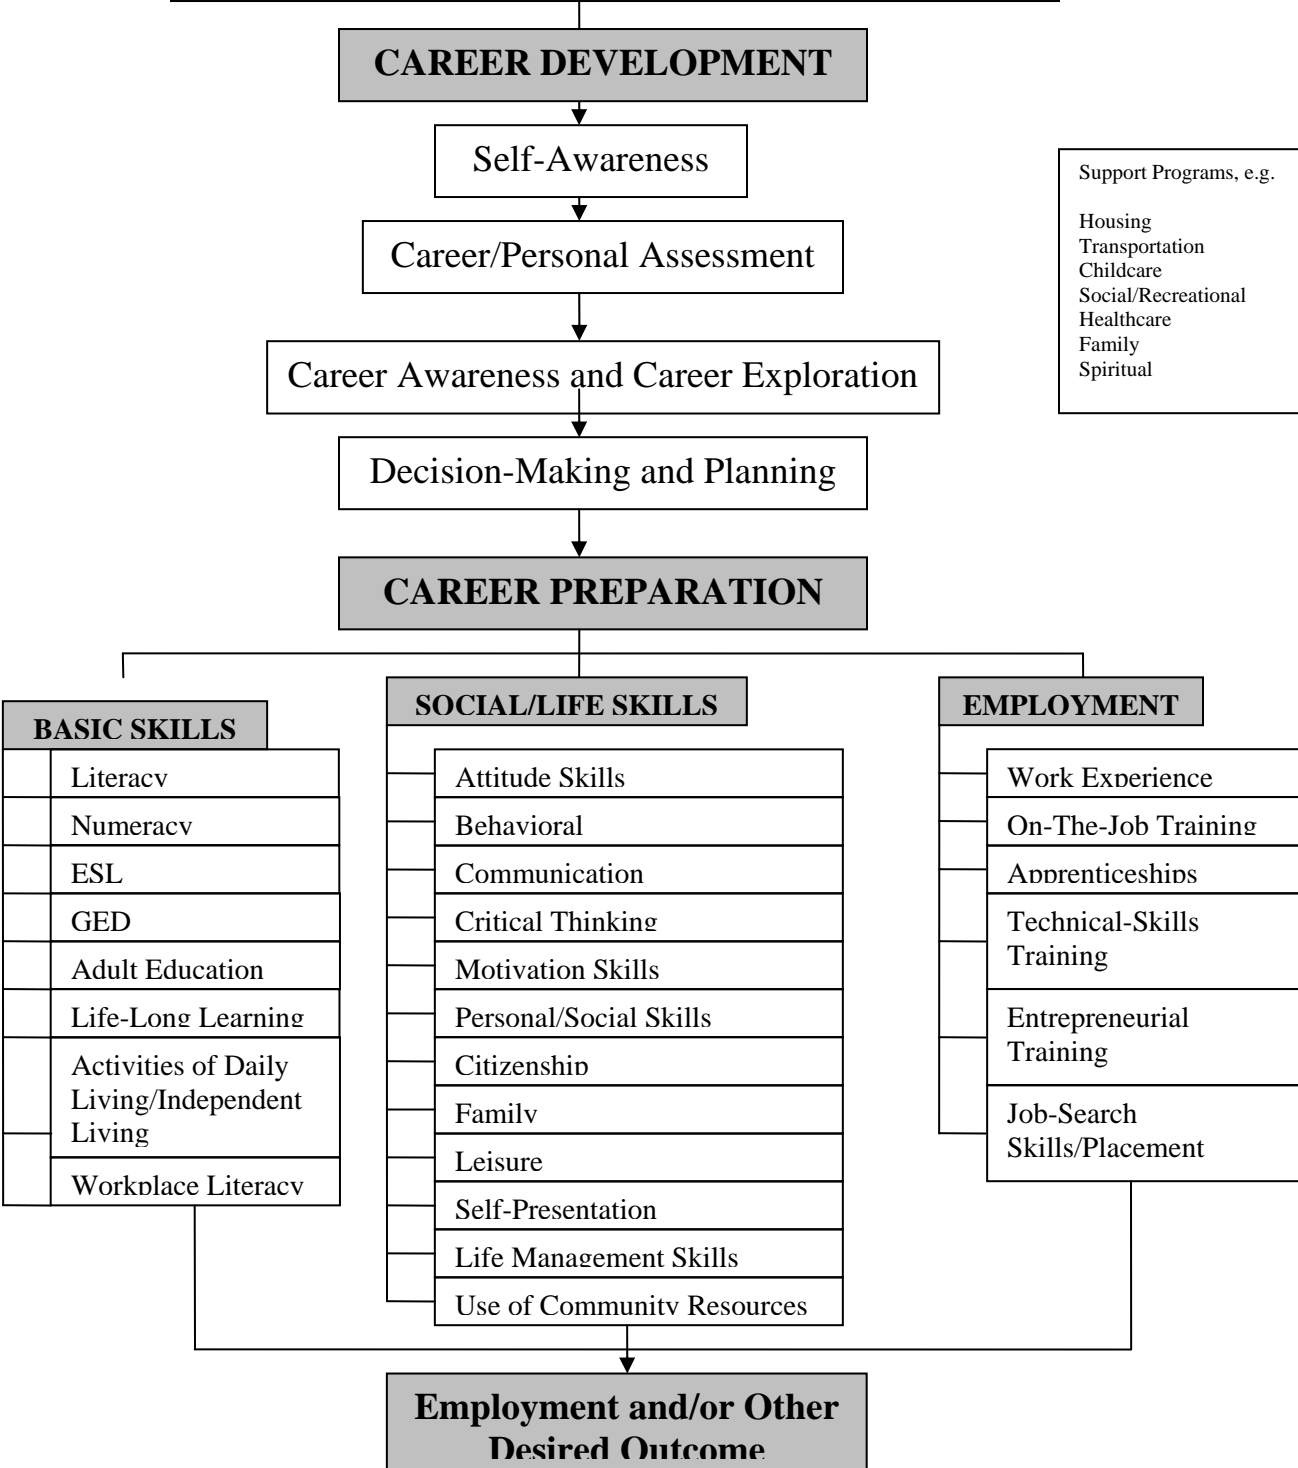 CAREER DEVELOPMENT
Self-Awareness
Career/Personal Assessment
Career Awareness and Career Exploration
Decision-Making and Planning
Support Programs, e.g.
Housing
Transportation
Childcare
Social/Recreational
Healthcare
Family
Spiritual
CAREER PREPARATION
BASIC SKILLS
Literacy
Numeracy
ESL
GED
Adult Education
Life-Long Learning
Activities of Daily
Living/Independent
Living
Workplace Literacy
SOCIAL/LIFE SKILLS
Attitude Skills
Behavioral
Communication
Critical Thinking
Motivation Skills
Personal/Social Skills
Citizenship
Family
Leisure
Self-Presentation
Life Management Skills
Use of Community Resources
EMPLOYMENT
Work Experience
On-The-Job Training
Apprenticeships
Technical-Skills
Training
Entrepreneurial
Training
Job-Search
Skills/Placement
Employment and/or Other
Desired Outcome